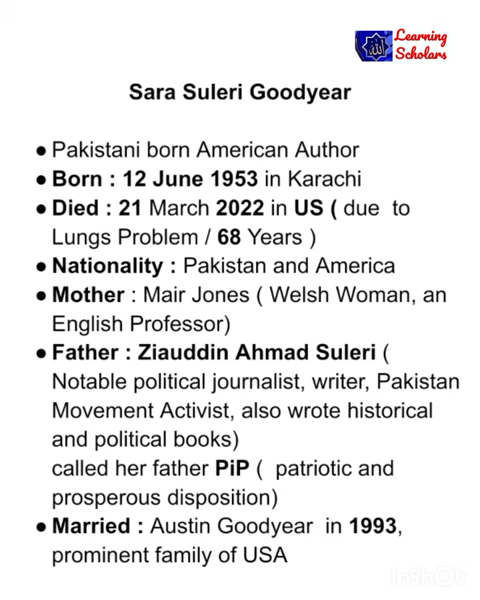 Learning
Scholars
Sara Suleri Goodyear
● Pakistani born American Author
● Born : 12 June 1953 in Karachi
● Died : 21 March 2022 in US ( due to
Lungs Problem / 68 Years )
● Nationality : Pakistan and America
● Mother : Mair Jones ( Welsh Woman, an
English Professor)
● Father : Ziauddin Ahmad Suleri (
Notable political journalist, writer, Pakistan
Movement Activist, also wrote historical
and political books)
called her father PiP ( patriotic and
prosperous disposition)
● Married : Austin Goodyear in 1993,
prominent family of USA
InShOt